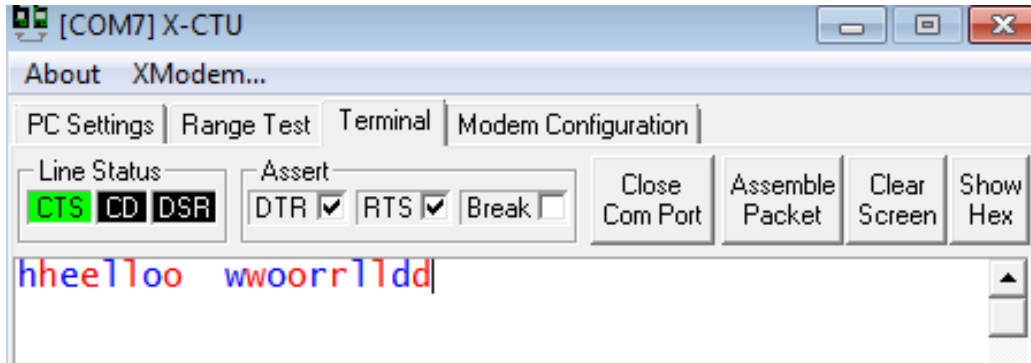 [COM7] X-CTU
About XModem...
PC Settings Range Test Terminal Modem Configuration
Line Status
CTS CD DSR
Assert
DTR RTS Break
Close
Com Port
Assemble
Packet
Clear
Screen
Show
Hex
hheelloo  wwoorrlldd